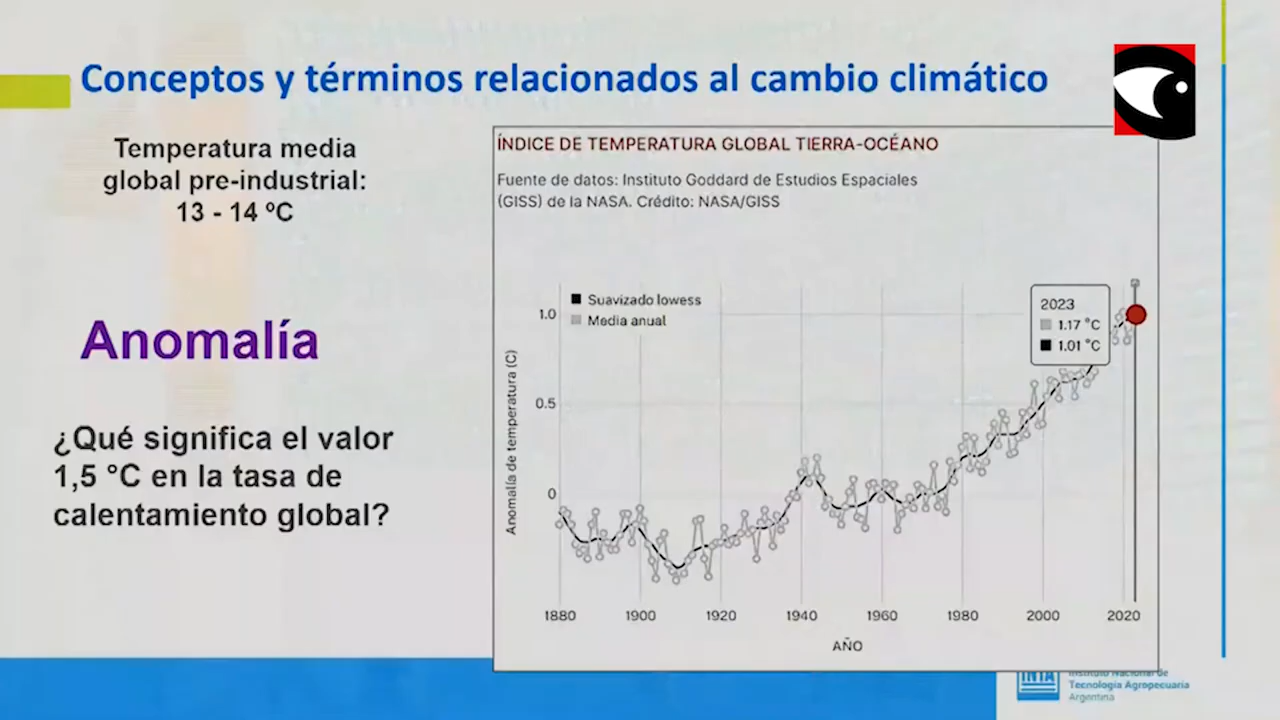 Conceptos y términos relacionados al cambio climático
Temperatura media
global pre-industrial:
13 - 14 ºC
Anomalía
¿Qué significa el valor
1,5 °C en la tasa de
calentamiento global?
ÍNDICE DE TEMPERATURA GLOBAL TIERRA-OCÉANO
Fuente de datos: Instituto Goddard de Estudios Espaciales
(GISS) de la NASA. Crédito: NASA/GISS
Suavizado lowess
Media anual
2023
1.17 °C
1.01 °C
1.0
0.5
0
Anomalía de temperatura (C)
1880 1900 1920 1940 1960 1980 2000 2020
AÑO
INTA
Instituto Nacional de
Tecnología Agropecuaria
Argentina